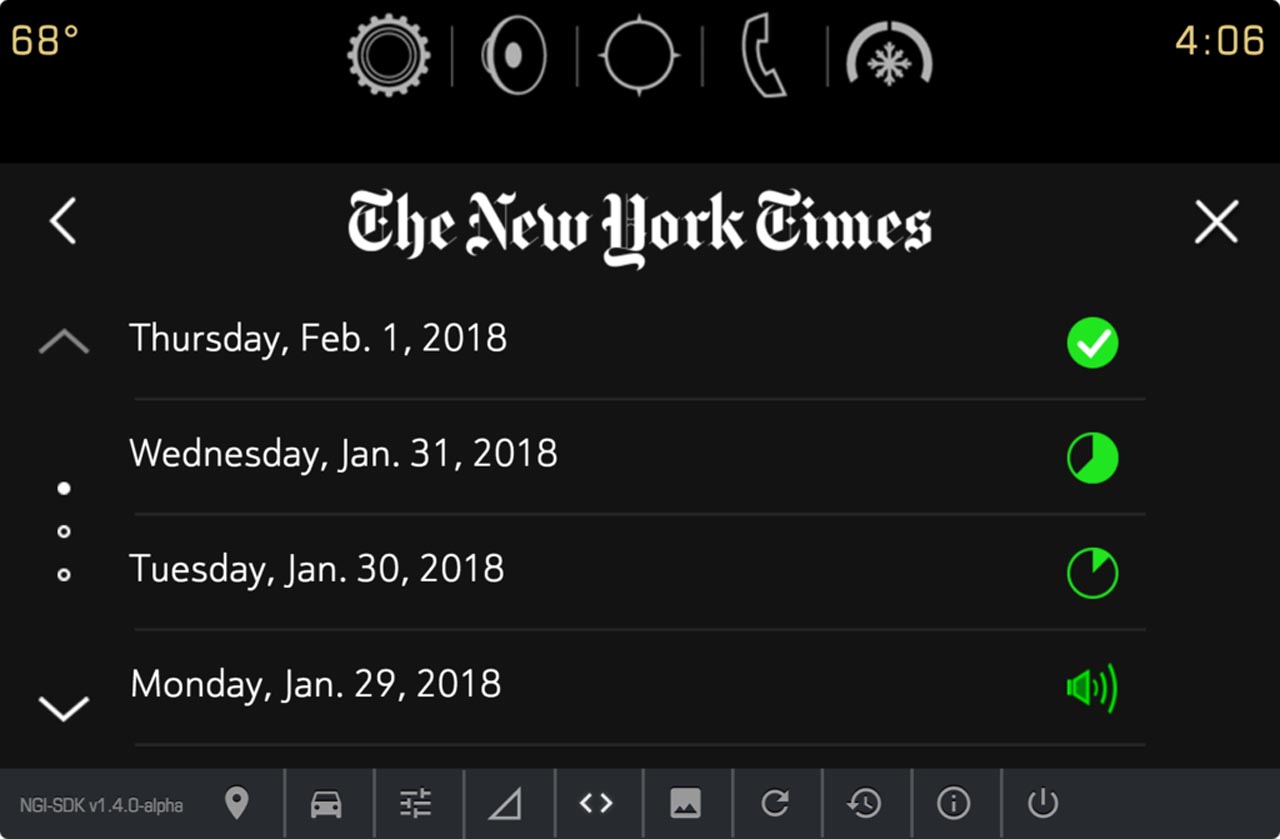 68°
4:06
The New York Times
Thursday, Feb. 1, 2018
Wednesday, Jan. 31, 2018
Tuesday, Jan. 30, 2018
Monday, Jan. 29, 2018
NGI-SDK v1.4.0-alpha